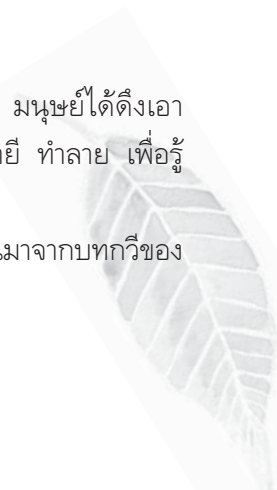 มนุษย์ได้ดึงเอา
ทำลาย เพื่อรู้
มาจากบทกวีของ